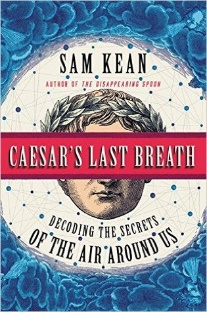 SAM KEAN
AUTHOR OF THE DISAPPEARING SPOON
CAESAR'S LAST BREATH
DECODING THE SECRETS
OF THE AIR AROUND US